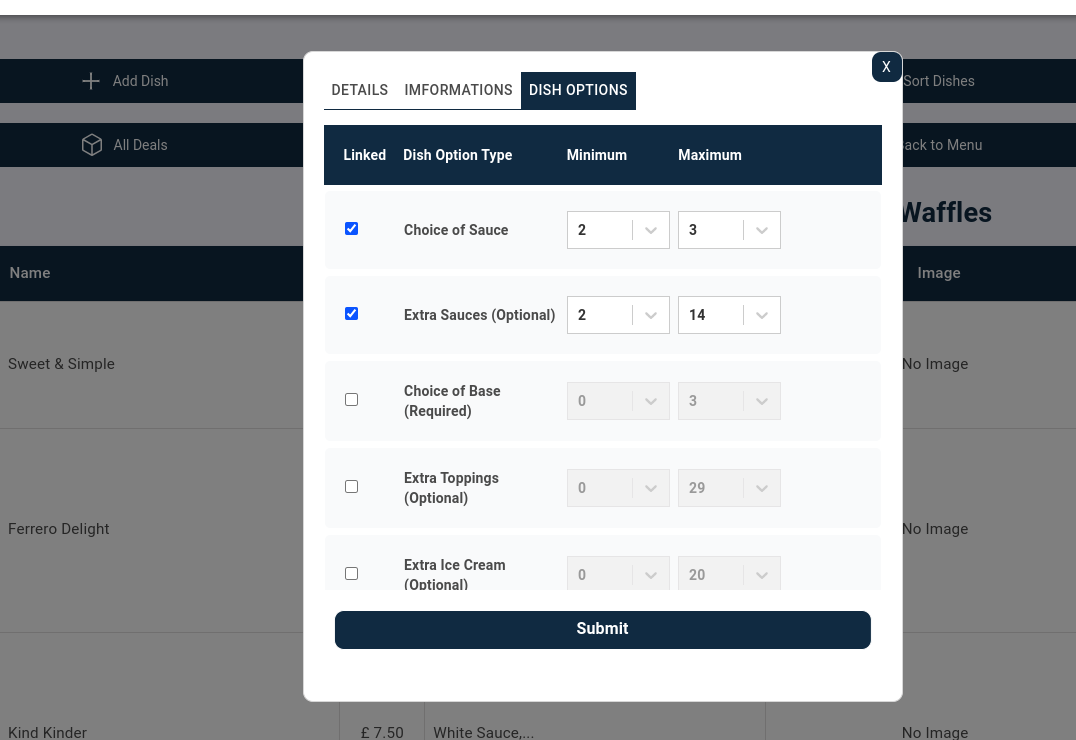 Add Dish
Sort Dishes
All Deals
Back to Menu
Waffles
Name
Image
Sweet & Simple
No Image
Ferrero Delight
No Image
Kind Kinder
£ 7.50
White Sauce,...
No Image
X
DETAILS IMFORMATIONS DISH OPTIONS
Linked Dish Option Type Minimum Maximum
Choice of Sauce 2 3
Extra Sauces (Optional) 2 14
Choice of Base
(Required)
0 3
Extra Toppings
(Optional)
0 29
Extra Ice Cream
(Optional)
0 20
Submit